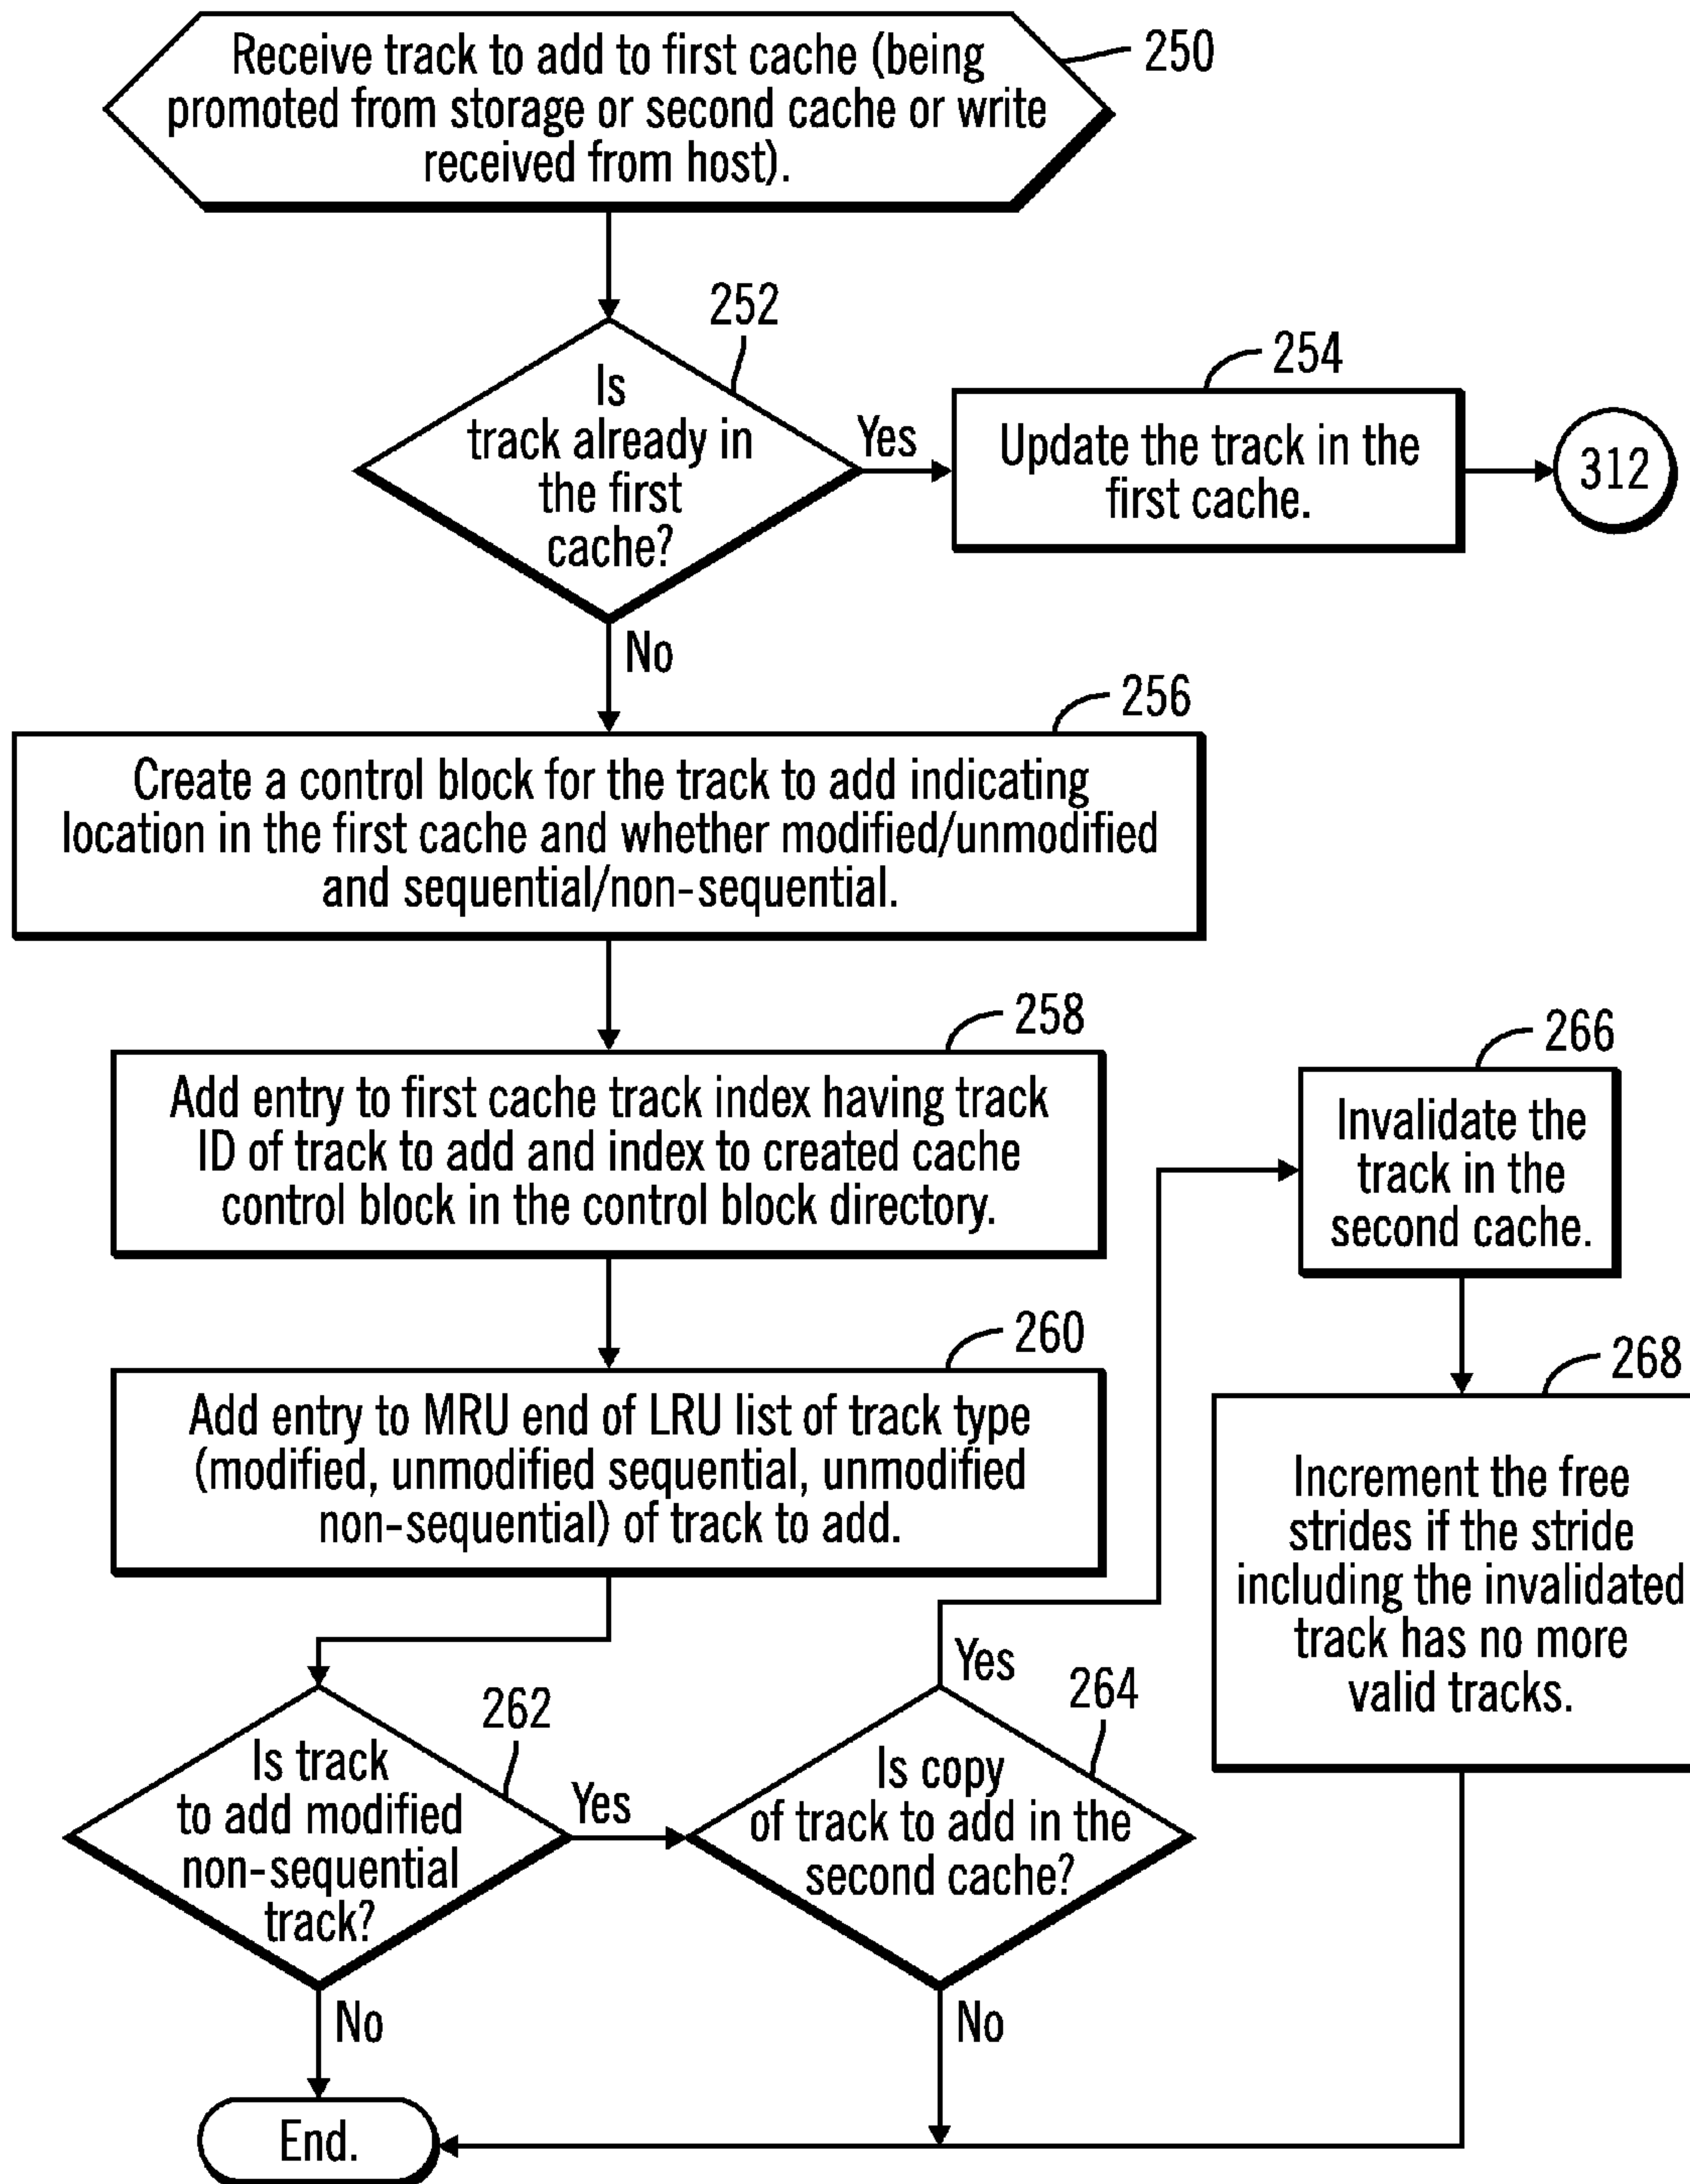 Receive track to add to first cache (being
promoted from storage or second cache or write
received from host).
250
252
Is
track already in
the first
cache?
Yes
254
Update the track in the
first cache.
312
No
256
Create a control block for the track to add indicating
location in the first cache and whether modified/unmodified
and sequential/non-sequential.
258
Add entry to first cache track index having track
ID of track to add and index to created cache
control block in the control block directory.
260
Add entry to MRU end of LRU list of track type
(modified, unmodified sequential, unmodified
non-sequential) of track to add.
262
Is track
to add modified
non-sequential
track?
Yes
No
264
Is copy
of track to add in the
second cache?
Yes
No
266
Invalidate the
track in the
second cache.
268
Increment the free
strides if the stride
including the invalidated
track has no more
valid tracks.
End.